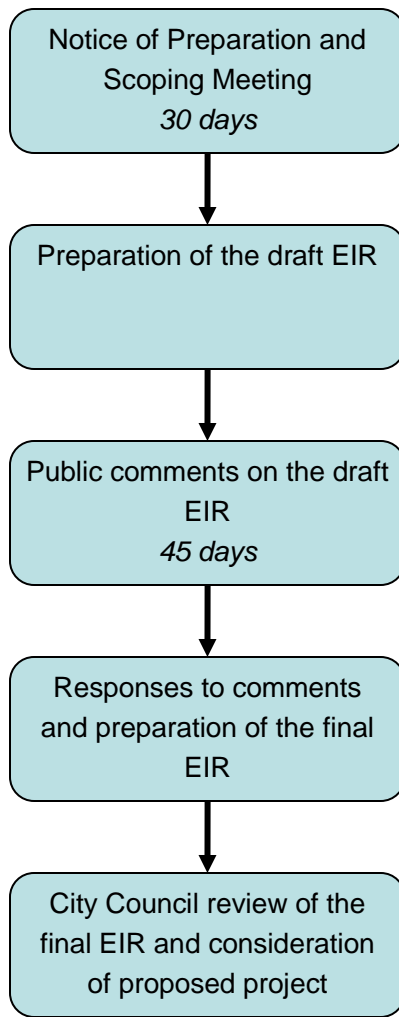 Notice of Preparation and
Scoping Meeting
30 days
Preparation of the draft EIR
Public comments on the draft
EIR
45 days
Responses to comments
and preparation of the final
EIR
City Council review of the
final EIR and consideration
of proposed project